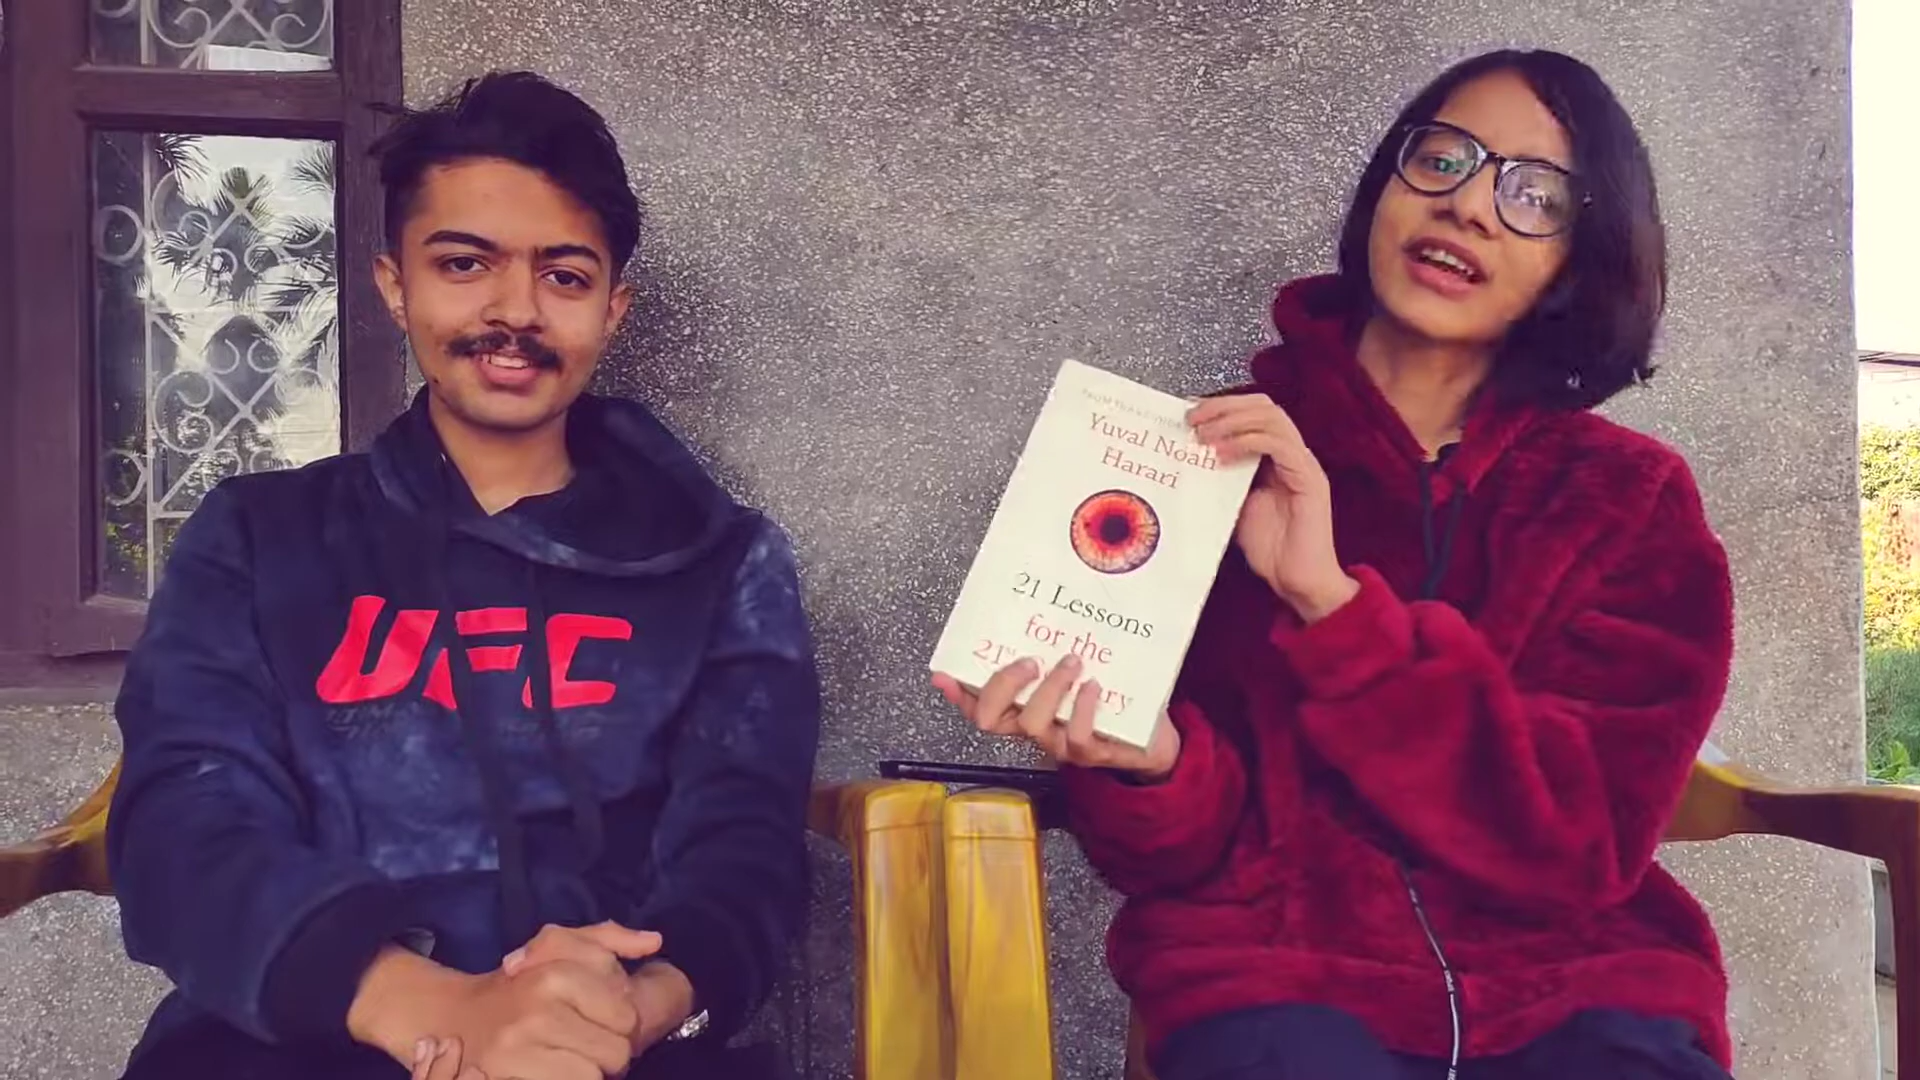 UFC
Yuval Noah
Harari
21 Lessons
for the
21st